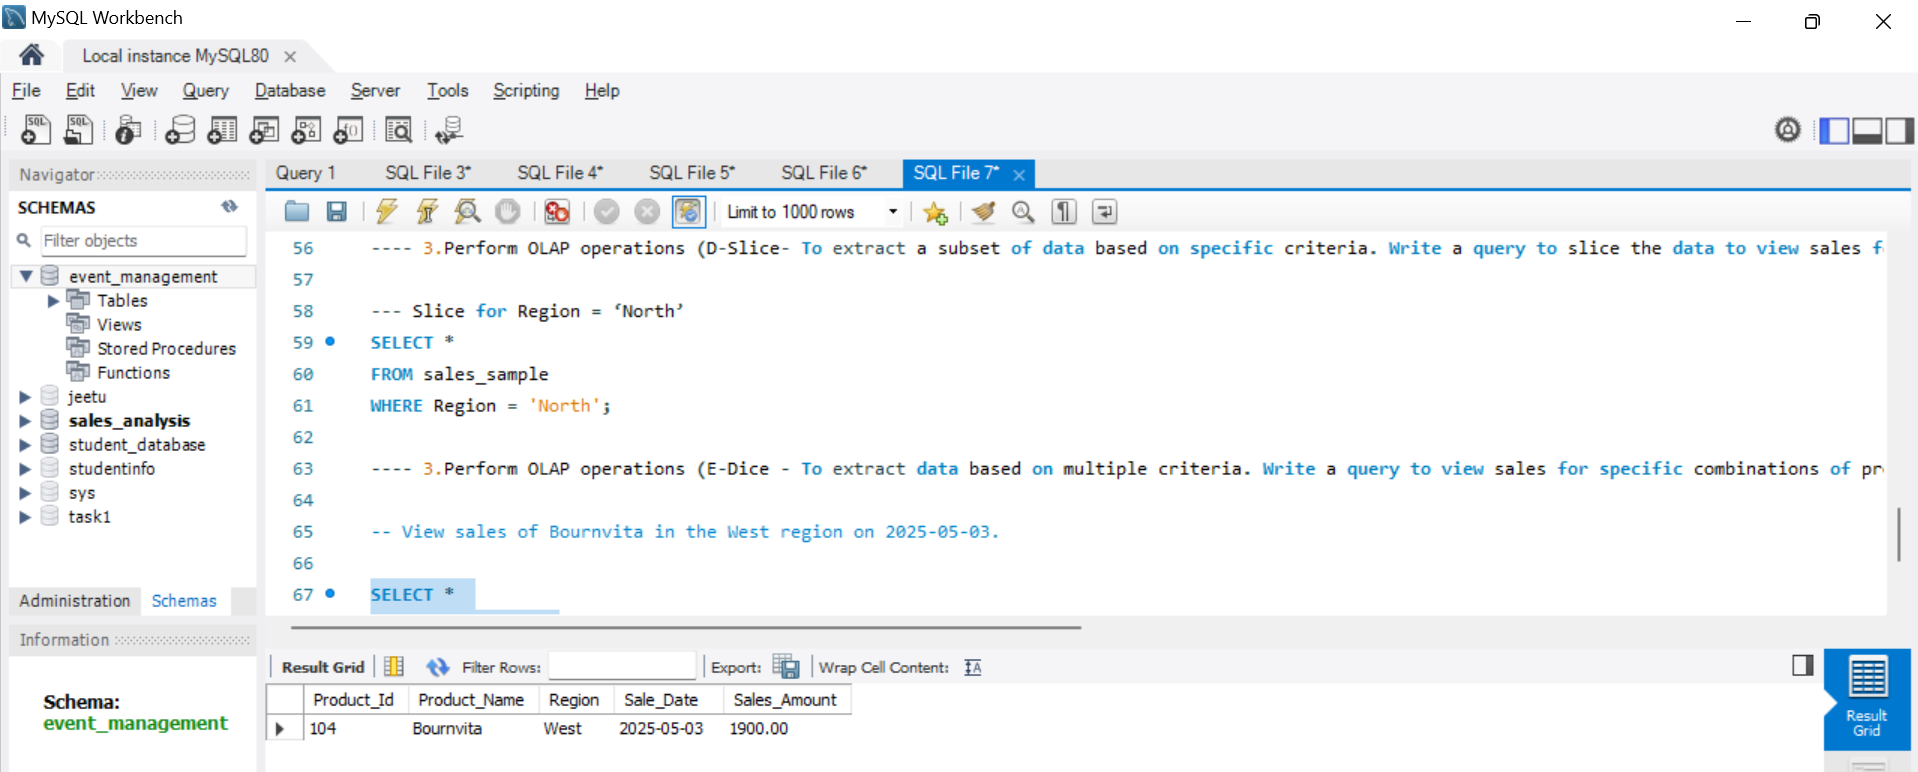 MySQL Workbench
Local instance MySQL80
File Edit View Query Database Server Tools Scripting Help
Navigator
SCHEMAS
Filter objects
event_management
Tables
Views
Stored Procedures
Functions
jeetu
sales_analysis
student_database
studentinfo
sys
task1
Administration Schemas
Information
Schema:
event_management
Query 1 SQL File 3* SQL File 4* SQL File 5* SQL File 6* SQL File 7*
Limit to 1000 rows
56 ---- 3.Perform OLAP operations (D-Slice- To extract a subset of data based on specific criteria. Write a query to slice the data to view sales f
57
58 --- Slice for Region = ‘North’
59 SELECT *
60 FROM sales_sample
61 WHERE Region = 'North';
62
63 ---- 3.Perform OLAP operations (E-Dice - To extract data based on multiple criteria. Write a query to view sales for specific combinations of pr
64
65 -- View sales of Bournvita in the West region on 2025-05-03.
66
67 SELECT *
Result Grid Filter Rows: Export: Wrap Cell Content:
Product_Id Product_Name Region Sale_Date Sales_Amount
104 Bournvita West 2025-05-03 1900.00
Result
Grid